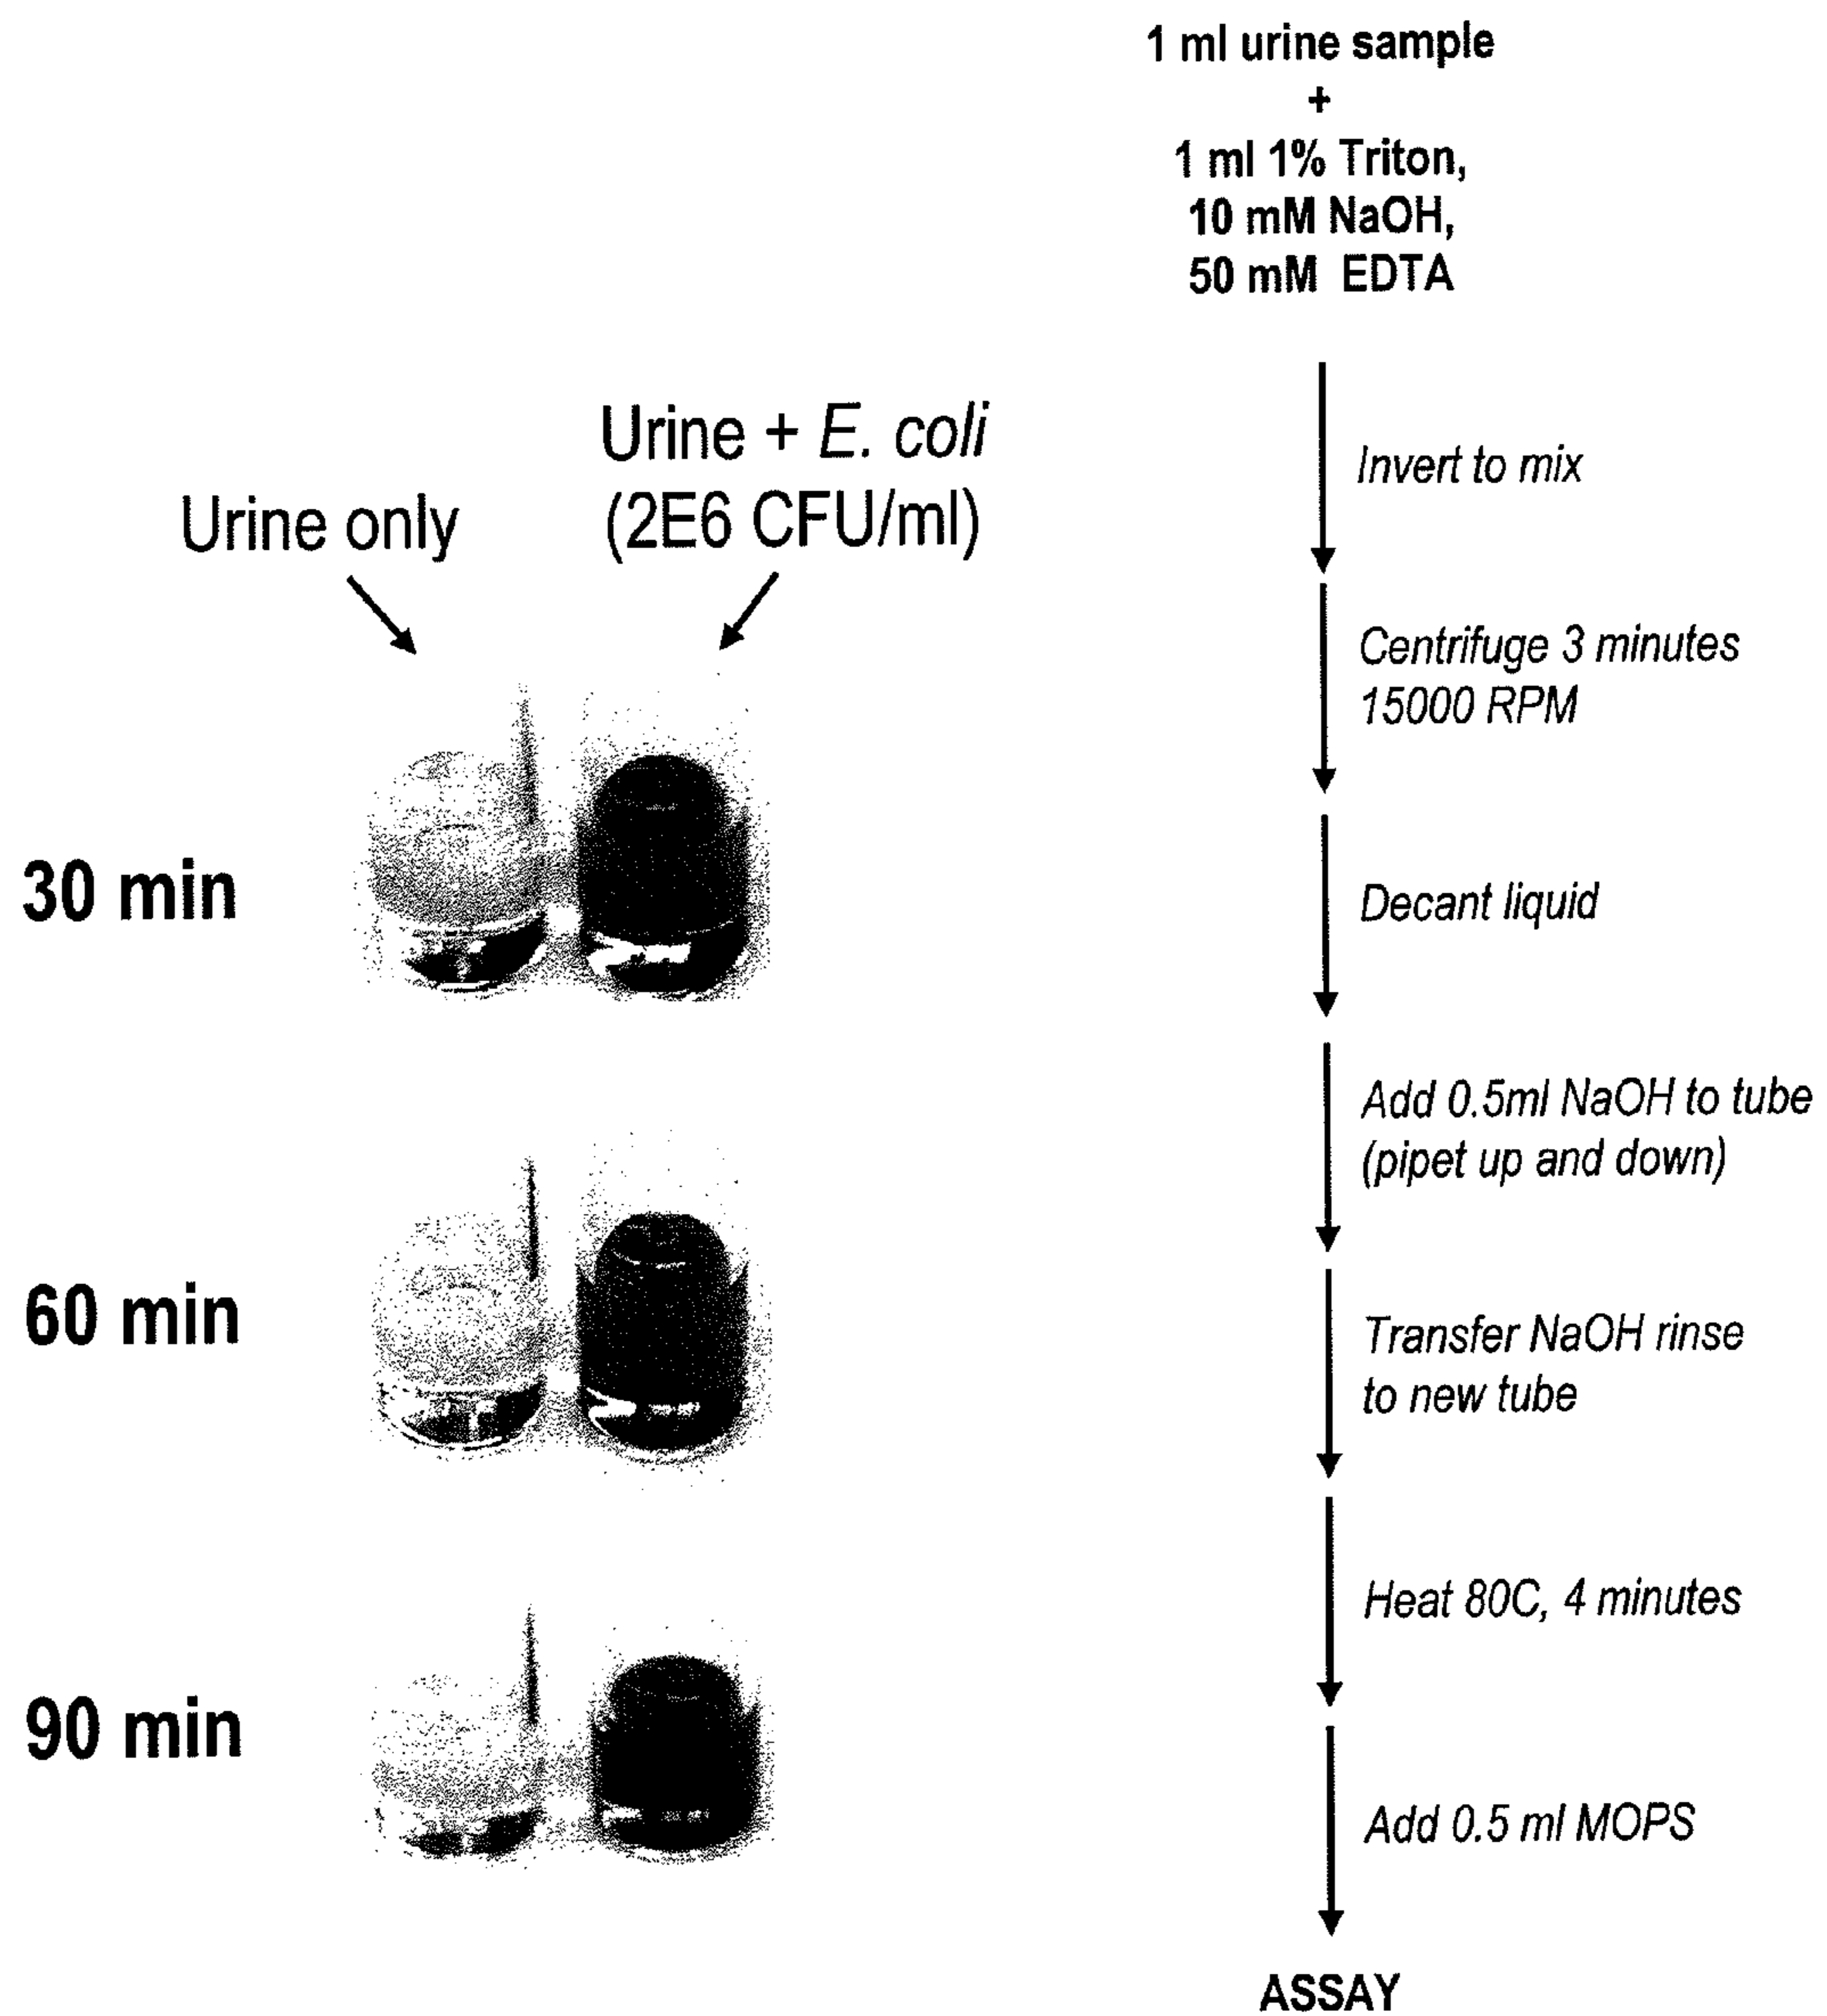 1 ml urine sample
+
1 ml 1% Triton,
10 mM NaOH,
50 mM EDTA
Invert to mix
Centrifuge 3 minutes
15000 RPM
Decant liquid
Add 0.5ml NaOH to tube
(pipet up and down)
Transfer NaOH rinse
to new tube
Heat 80C, 4 minutes
Add 0.5 ml MOPS
ASSAY
Urine only
Urine + E. coli
(2E6 CFU/ml)
30 min
60 min
90 min